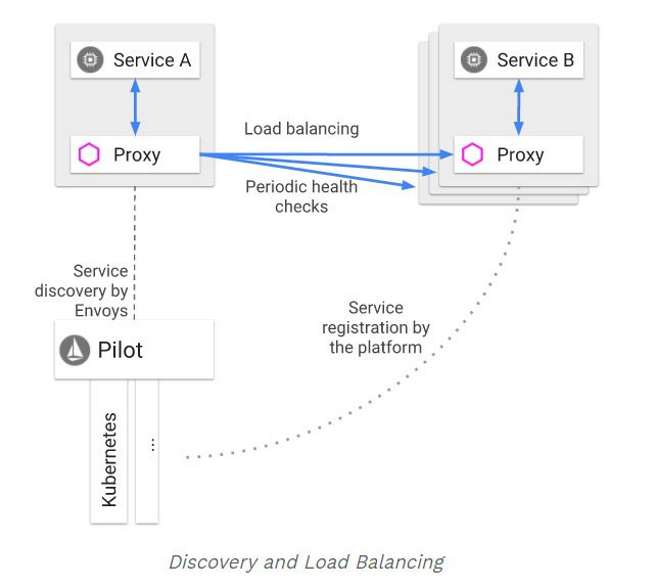 Service A
Service B
Proxy
Load balancing
Proxy
Periodic health
checks
Service
discovery by
Envoys
Pilot
Service
registration by
the platform
Kubernetes
...
Discovery and Load Balancing